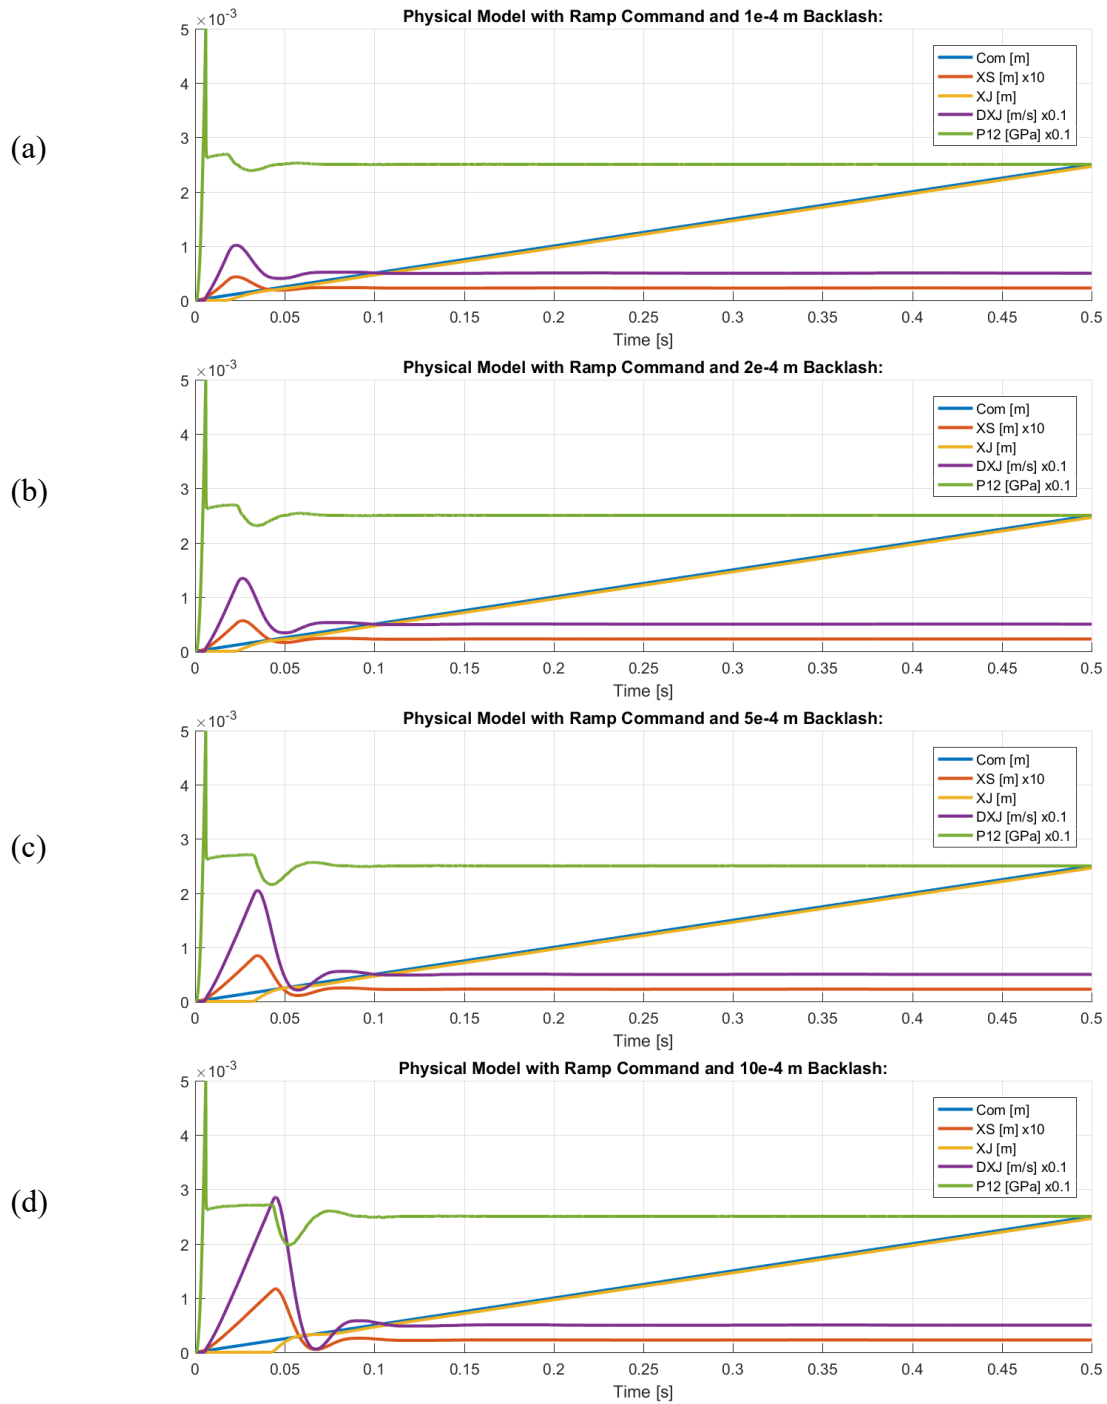 (a)
Physical Model with Ramp Command and 1e-4 m Backlash:
×10-3
5
4
3
2
1
0
Com [m]
XS [m] x10
XJ [m]
DXJ [m/s] x0.1
P12 [GPa] x0.1
0 0.05 0.1 0.15 0.2 0.25 0.3 0.35 0.4 0.45 0.5
Time [s]
(b)
Physical Model with Ramp Command and 2e-4 m Backlash:
×10-3
5
4
3
2
1
0
Com [m]
XS [m] x10
XJ [m]
DXJ [m/s] x0.1
P12 [GPa] x0.1
0 0.05 0.1 0.15 0.2 0.25 0.3 0.35 0.4 0.45 0.5
Time [s]
(c)
Physical Model with Ramp Command and 5e-4 m Backlash:
×10-3
5
4
3
2
1
0
Com [m]
XS [m] x10
XJ [m]
DXJ [m/s] x0.1
P12 [GPa] x0.1
0 0.05 0.1 0.15 0.2 0.25 0.3 0.35 0.4 0.45 0.5
Time [s]
(d)
Physical Model with Ramp Command and 10e-4 m Backlash:
×10-3
5
4
3
2
1
0
Com [m]
XS [m] x10
XJ [m]
DXJ [m/s] x0.1
P12 [GPa] x0.1
0 0.05 0.1 0.15 0.2 0.25 0.3 0.35 0.4 0.45 0.5
Time [s]